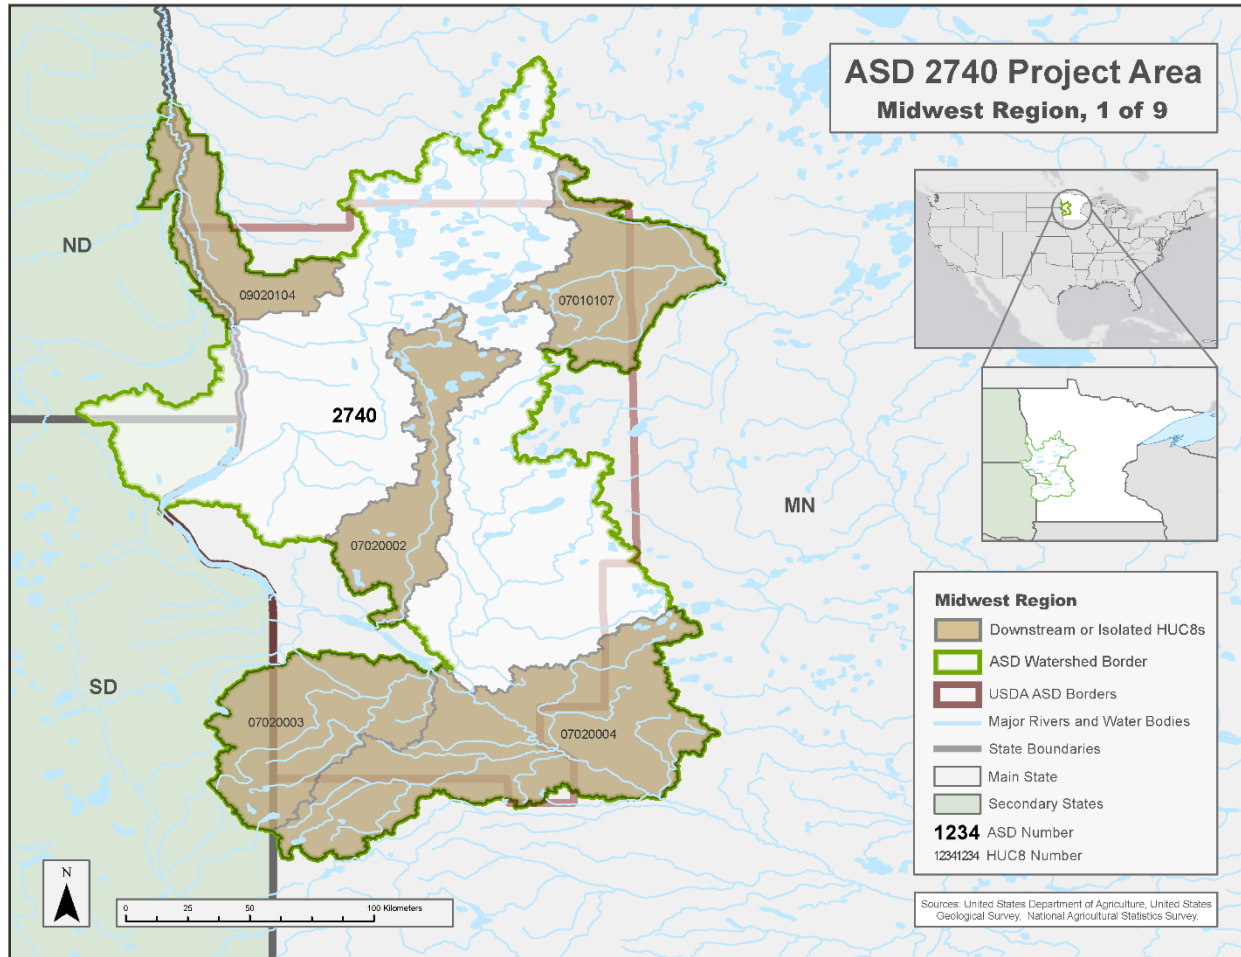 ASD 2740 Project Area
Midwest Region, 1 of 9
ND
09020104
07010107
2740
MN
07020002
SD
07020003
07020004
Midwest Region
Downstream or Isolated HUC8s
ASD Watershed Border
USDA ASD Borders
Major Rivers and Water Bodies
State Boundaries
Main State
Secondary States
1234 ASD Number
12341234 HUC8 Number
N
0 25 50 100 Kilometers
Sources: United States Department of Agriculture, United States
Geological Survey, National Agricultural Statistics Survey.